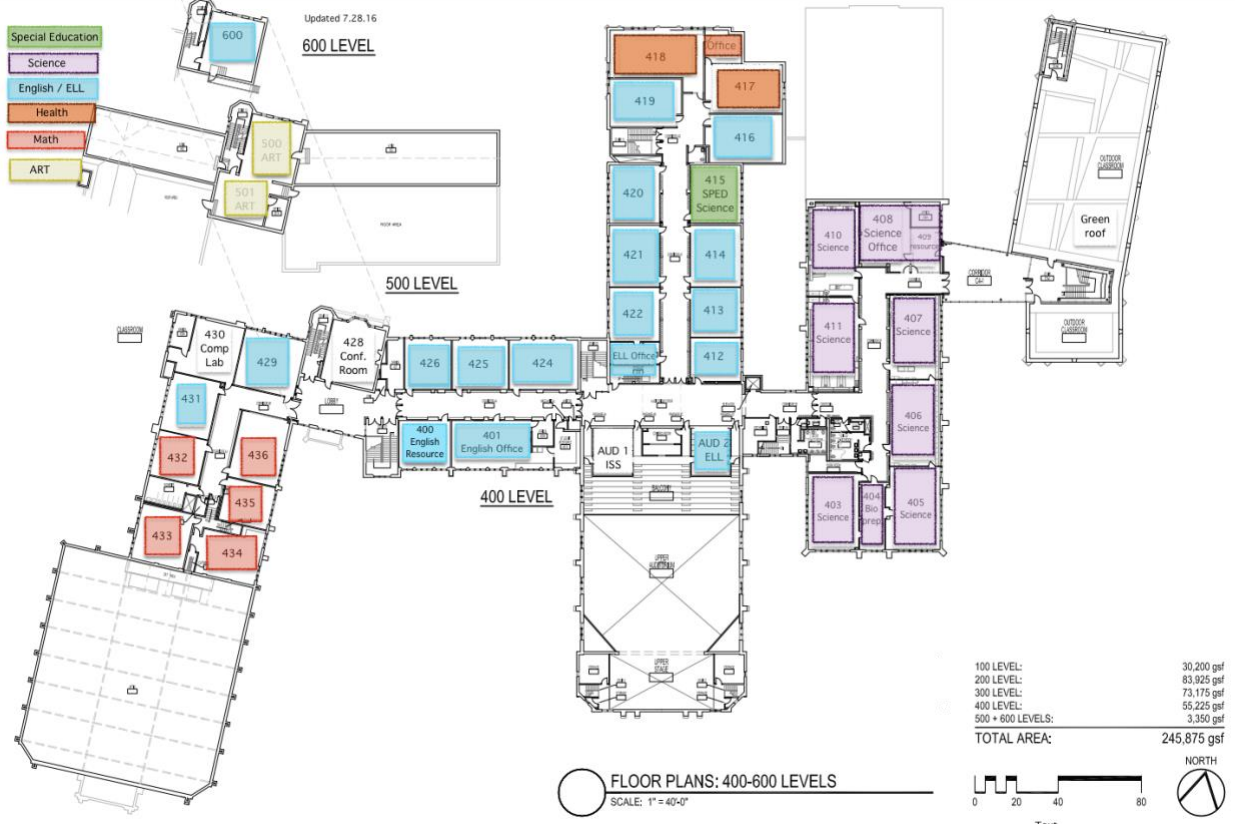 Updated 7.28.16
600 LEVEL
Special Education
Science
English / ELL
Health
Math
ART
600
500
ART
501
ART
ROOF AREA
500 LEVEL
418
Office
417
419
416
420
415
SPED
Science
421
414
422
413
ELL Office
412
410
Science
408
Science
Office
409
resource
411
Science
407
Science
406
Science
403
Science
404
Bio
prep
405
Science
CORRIDOR
OUTDOOR
CLASSROOM
Green
roof
OUTDOOR
CLASSROOM
CLASSROOM
430
Comp
Lab
429
428
Conf.
Room
LOBBY
426
425
424
431
432
436
435
433
434
400
English
Resource
401
English Office
AUD 1
ISS
AUD 2
ELL
BALCONY
400 LEVEL
UPPER
AUDITORIUM
UPPER
STAGE
100 LEVEL: 30,200 gsf
200 LEVEL: 83,925 gsf
300 LEVEL: 73,175 gsf
400 LEVEL: 55,225 gsf
500 + 600 LEVELS: 3,350 gsf
TOTAL AREA: 245,875 gsf
NORTH
0 20 40 80
FLOOR PLANS: 400-600 LEVELS
SCALE: 1" = 40'-0"